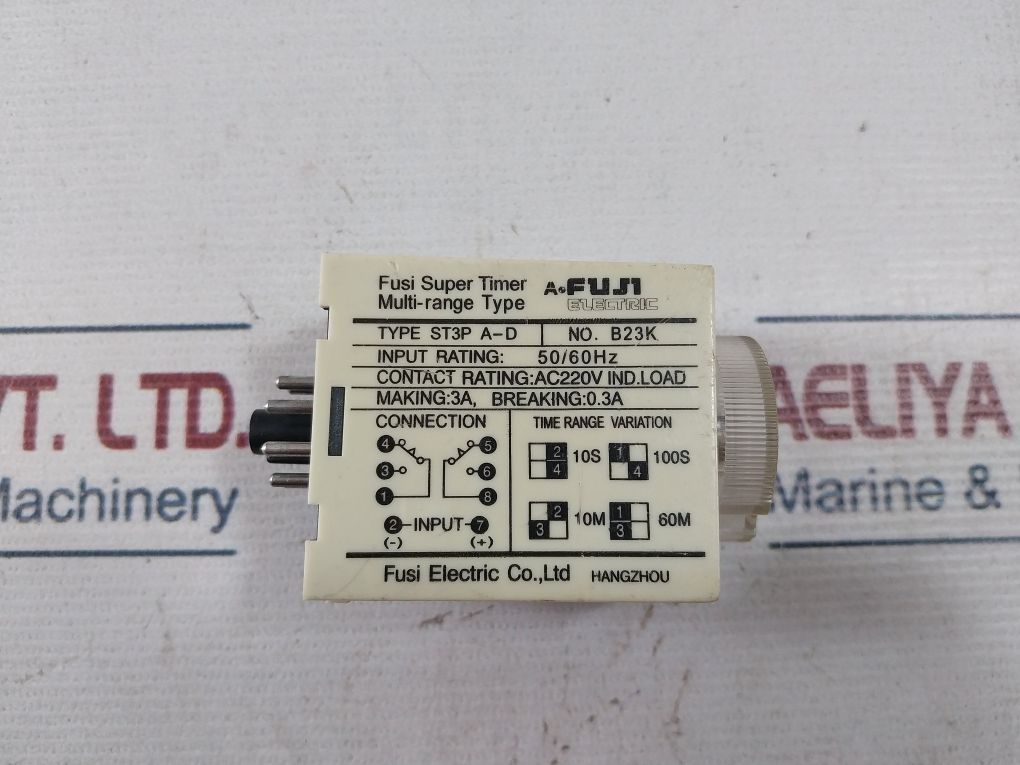 Fusi Super Timer
Multi-range Type
A.FUJI
ELECTRIC
TYPE ST3P A-D NO. B23K
INPUT RATING: 50/60Hz
CONTACT RATING:AC220V IND.LOAD
MAKING:3A, BREAKING:0.3A
CONNECTION
4 5
3 6
1 8
2 INPUT 7
(-) (+)
TIME RANGE VARIATION
2 4 10S 1 4 100S
2 3 10M 1 3 60M
Fusi Electric Co.,Ltd HANGZHOU
VT. LTD.
Machinery
AELIYA
Marine &